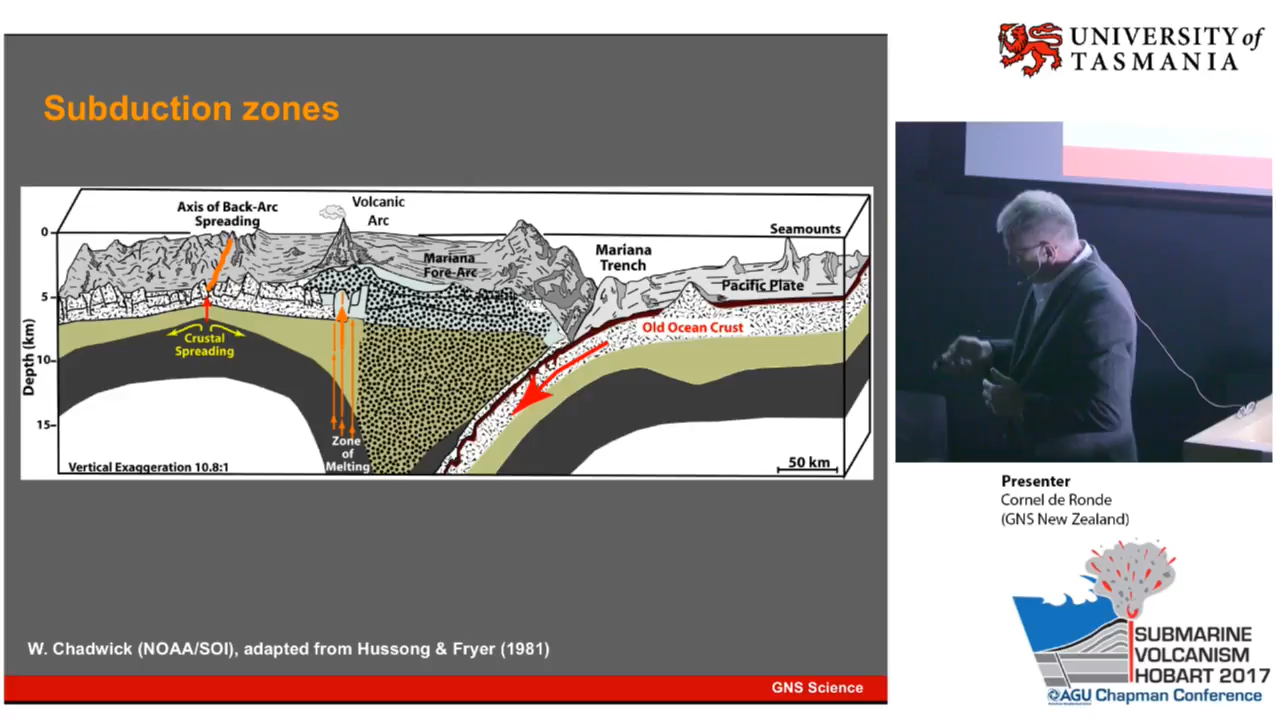 Subduction zones
Axis of Back-Arc
Spreading
Volcanic
Arc
Mariana
Fore-Arc
Mariana
Trench
Seamounts
Pacific Plate
Old Ocean Crust
Crustal
Spreading
Zone
of
Melting
Depth (km)
0
5
10
15
Vertical Exaggeration 10.8:1
50 km
W. Chadwick (NOAA/SOI), adapted from Hussong & Fryer (1981)
GNS Science
UNIVERSITY of
TASMANIA
Presenter
Cornel de Ronde
(GNS New Zealand)
SUBMARINE
VOLCANISM
HOBART 2017
AGU Chapman Conference